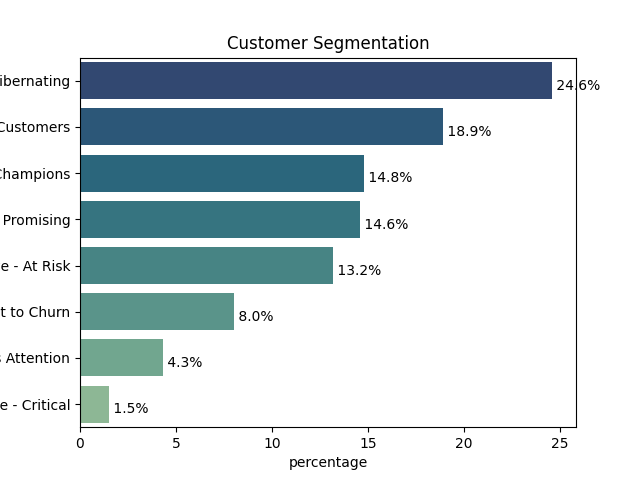 Customer Segmentation
ibernating 24.6%
Customers 18.9%
Champions 14.8%
Promising 14.6%
e - At Risk 13.2%
t to Churn 8.0%
s Attention 4.3%
e - Critical 1.5%
0 5 10 15 20 25
percentage